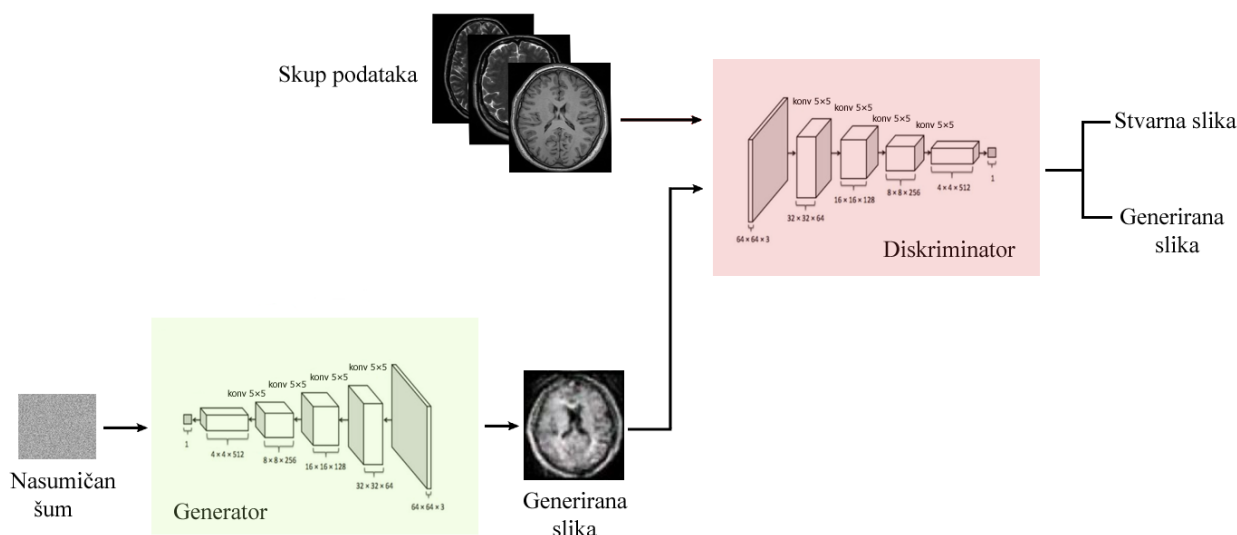 Skup podataka
konv 5×5
konv 5×5
konv 5×5
konv 5×5
64 × 64 × 3
32 × 32 × 64
16 × 16 × 128
8 × 8 × 256
4 × 4 × 512
1
Diskriminator
Stvarna slika
Generirana
slika
Nasumičan
šum
konv 5×5
konv 5×5
konv 5×5
konv 5×5
1
4 × 4 × 512
8 × 8 × 256
16 × 16 × 128
32 × 32 × 64
64 × 64 × 3
Generator
Generirana
slika